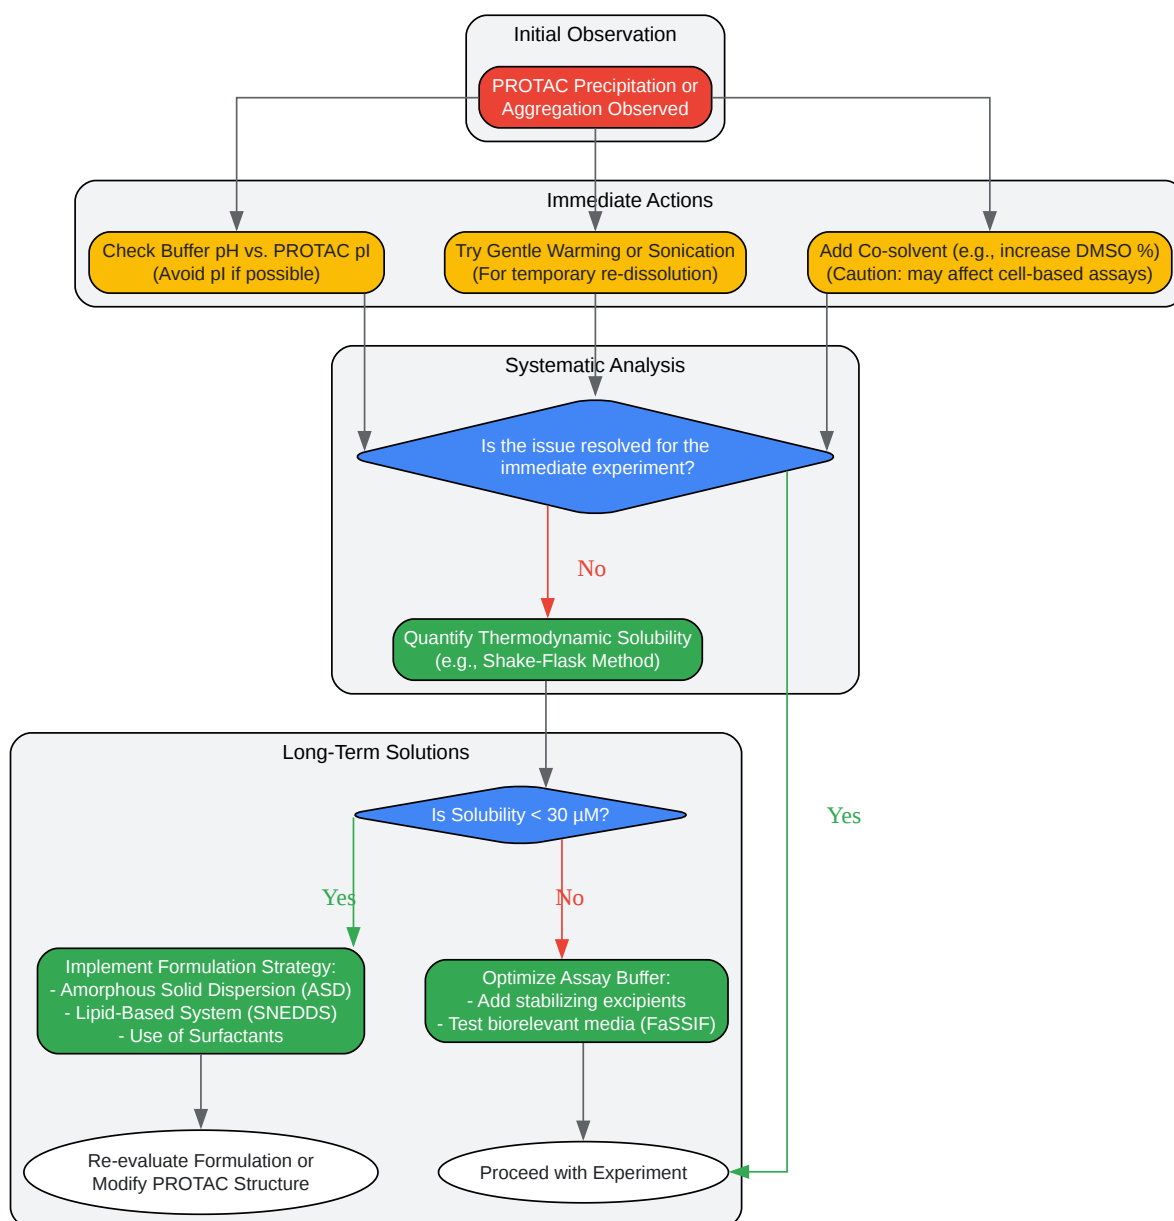 Initial Observation
PROTAC Precipitation or
Aggregation Observed
Immediate Actions
Check Buffer pH vs. PROTAC pI
(Avoid pI if possible)
Try Gentle Warming or Sonication
(For temporary re-dissolution)
Add Co-solvent (e.g., increase DMSO %)
(Caution: may affect cell-based assays)
Systematic Analysis
Is the issue resolved for the
immediate experiment?
No
Quantify Thermodynamic Solubility
(e.g., Shake-Flask Method)
Long-Term Solutions
Is Solubility < 30 µM?
Yes
Yes
No
Implement Formulation Strategy:
- Amorphous Solid Dispersion (ASD)
- Lipid-Based System (SNEDDS)
- Use of Surfactants
Optimize Assay Buffer:
- Add stabilizing excipients
- Test biorelevant media (FaSSIF)
Re-evaluate Formulation or
Modify PROTAC Structure
Proceed with Experiment